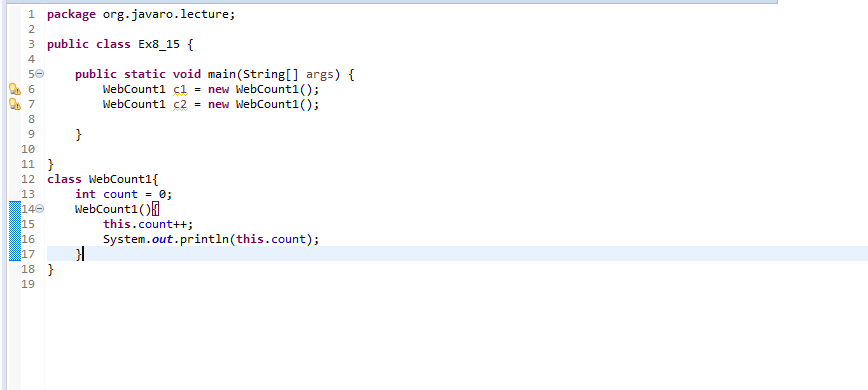 1 package org.javaro.lecture;
2
3 public class Ex8_15 {
4
5 public static void main(String[] args) {
6 WebCount1 c1 = new WebCount1();
7 WebCount1 c2 = new WebCount1();
8
9 }
10
11 }
12 class WebCount1{
13 int count = 0;
14 WebCount1(){
15 this.count++;
16 System.out.println(this.count);
17 }
18 }
19